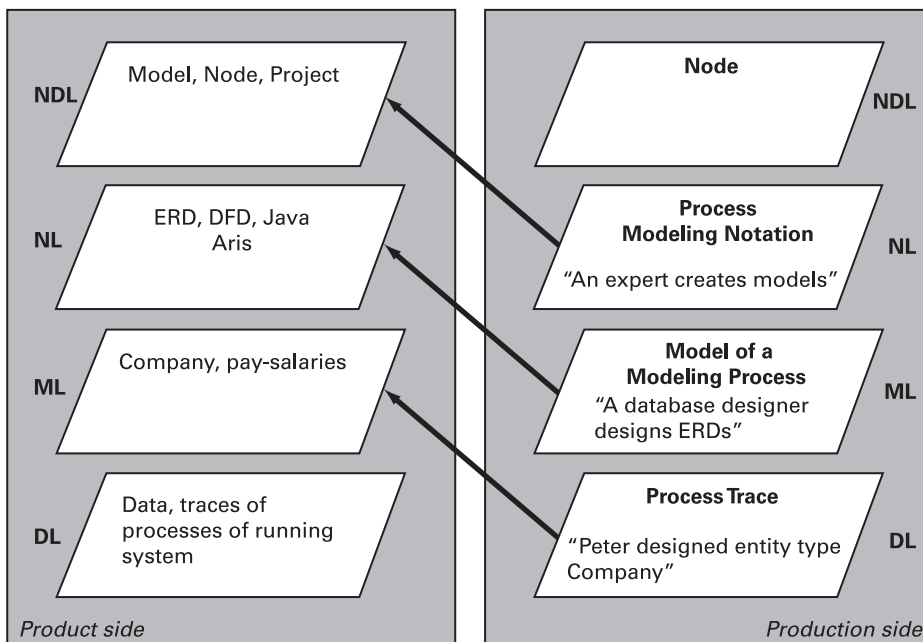 NDL
Model, Node, Project
NL
ERD, DFD, Java
Aris
ML
Company, pay-salaries
DL
Data, traces of
processes of running
system
Product side
Node
NDL
Process
Modeling Notation
“An expert creates models”
NL
Model of a
Modeling Process
“A database designer
designs ERDs”
ML
Process Trace
“Peter designed entity type
Company”
DL
Production side